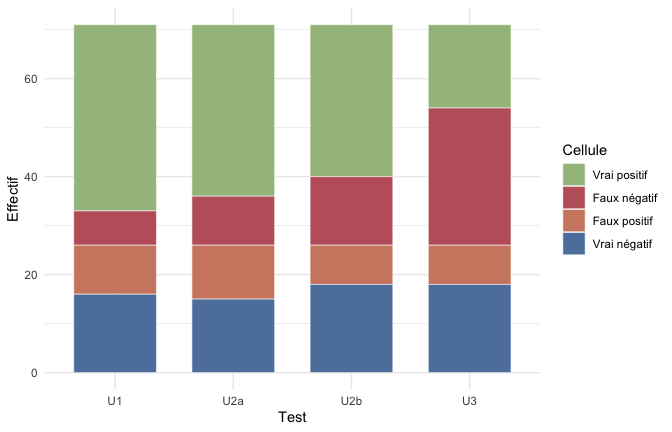 Effectif
60
40
20
0
U1
U2a
U2b
U3
Test
Cellule
Vrai positif
Faux négatif
Faux positif
Vrai négatif